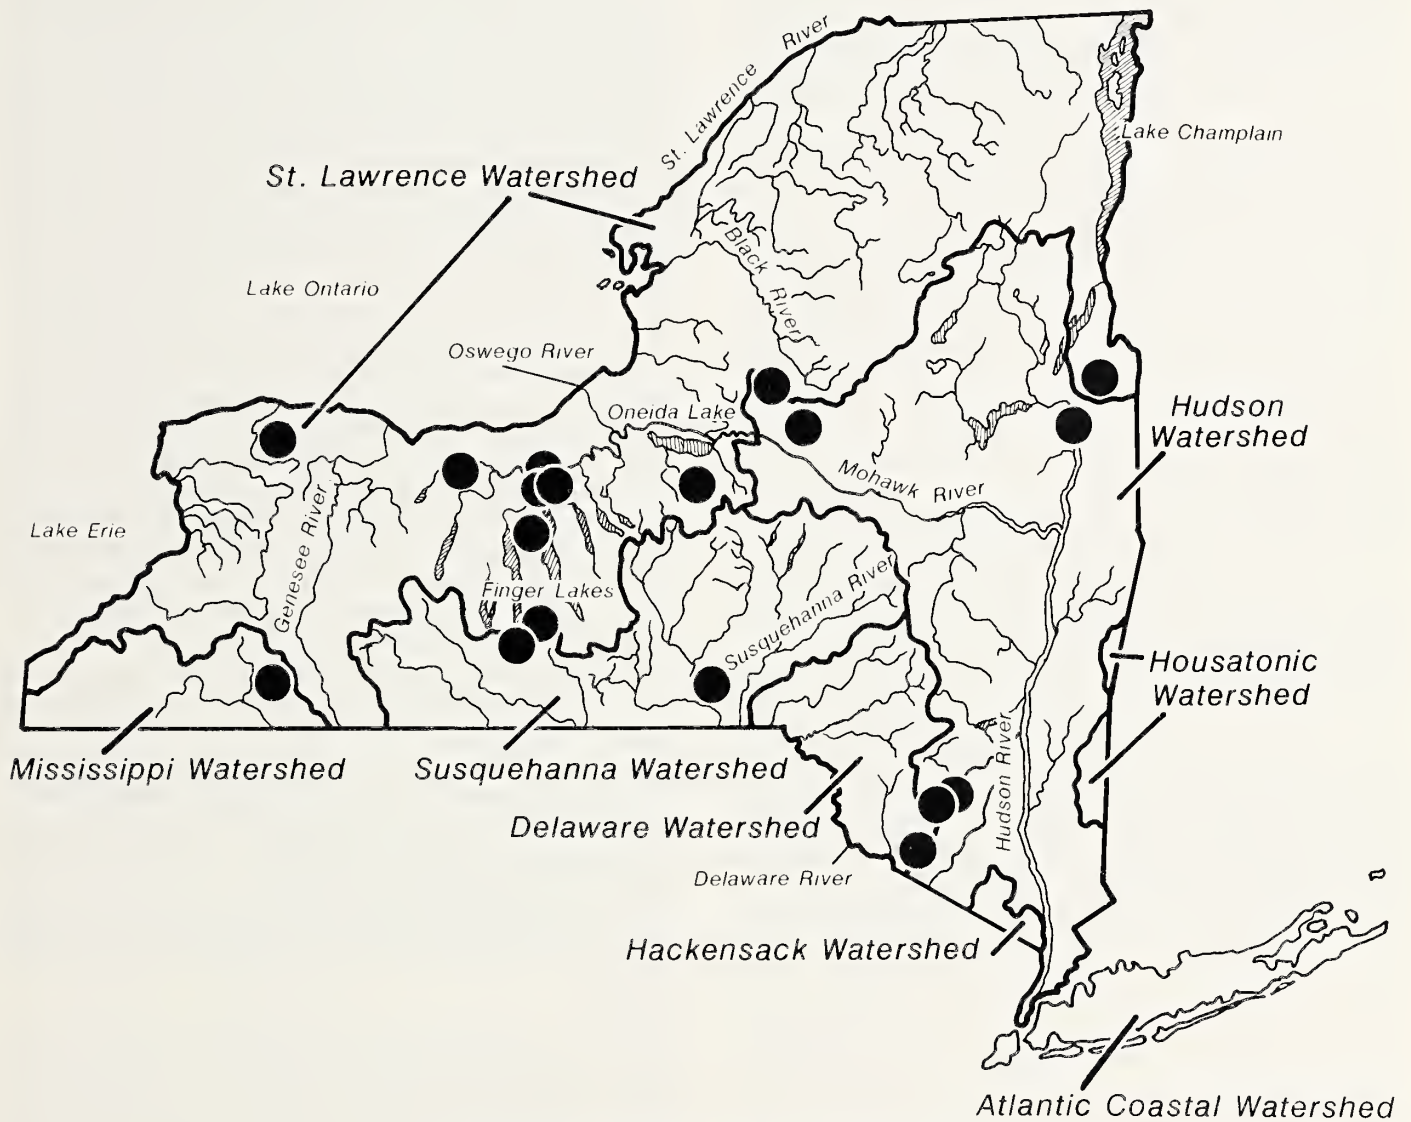 St. Lawrence River
Lake Champlain
St. Lawrence Watershed
Black River
Lake Ontario
Oswego River
Oneida Lake
Hudson
Watershed
Mohawk River
Lake Erie
Genesee River
Finger Lakes
Susquehanna River
Housatonic
Watershed
Mississippi Watershed
Susquehanna Watershed
Hudson River
Delaware Watershed
Delaware River
Hackensack Watershed
Atlantic Coastal Watershed